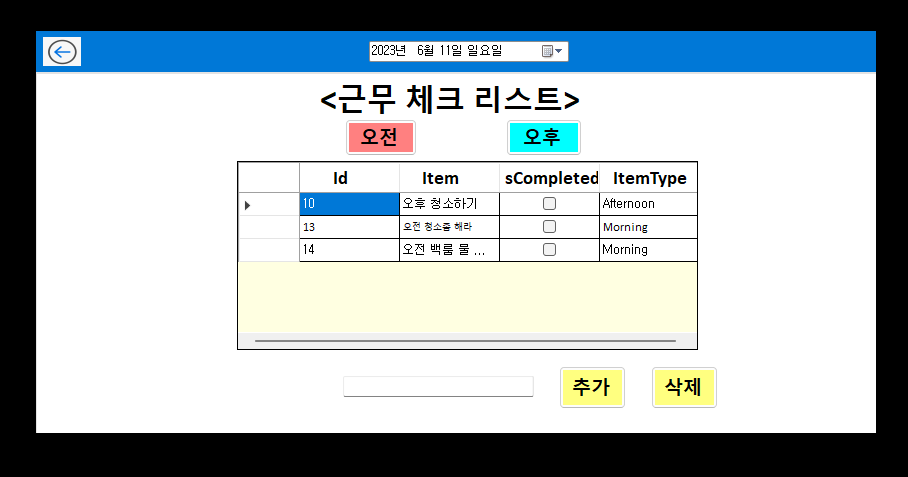 2023년 6월 11일 일요일
<근무 체크 리스트>
오전 오후
Id Item sCompleted ItemType
10 오후 청소하기 Afternoon
13 오전 청소좀 해라 Morning
14 오전 백룸 물 ... Morning
추가 삭제